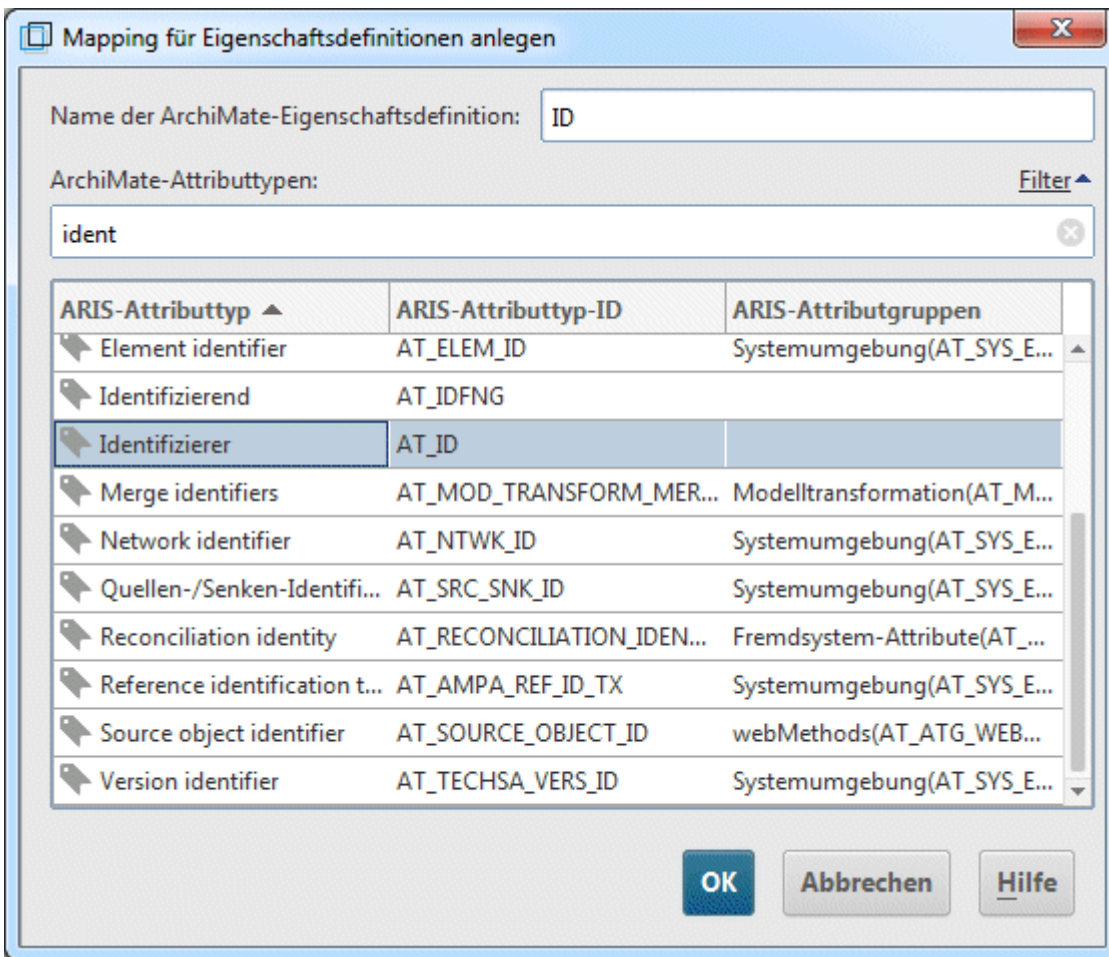 Mapping für Eigenschaftsdefinitionen anlegen
Name der ArchiMate-Eigenschaftsdefinition: ID
ArchiMate-Attributtypen: Filter
ident
ARIS-Attributtyp ARIS-Attributtyp-ID ARIS-Attributgruppen
Element identifier AT_ELEM_ID Systemumgebung(AT_SYS_E...
Identifizierend AT_IDFNG
Identifizierer AT_ID
Merge identifiers AT_MOD_TRANSFORM_MER... Modelltransformation(AT_M...
Network identifier AT_NTWK_ID Systemumgebung(AT_SYS_E...
Quellen-/Senken-Identifi... AT_SRC_SNK_ID Systemumgebung(AT_SYS_E...
Reconciliation identity AT_RECONCILIATION_IDEN... Fremdsystem-Attribute(AT_...
Reference identification t... AT_AMPA_REF_ID_TX Systemumgebung(AT_SYS_E...
Source object identifier AT_SOURCE_OBJECT_ID webMethods(AT_ATG_WEB...
Version identifier AT_TECHSA_VERS_ID Systemumgebung(AT_SYS_E...
OK Abbrechen Hilfe